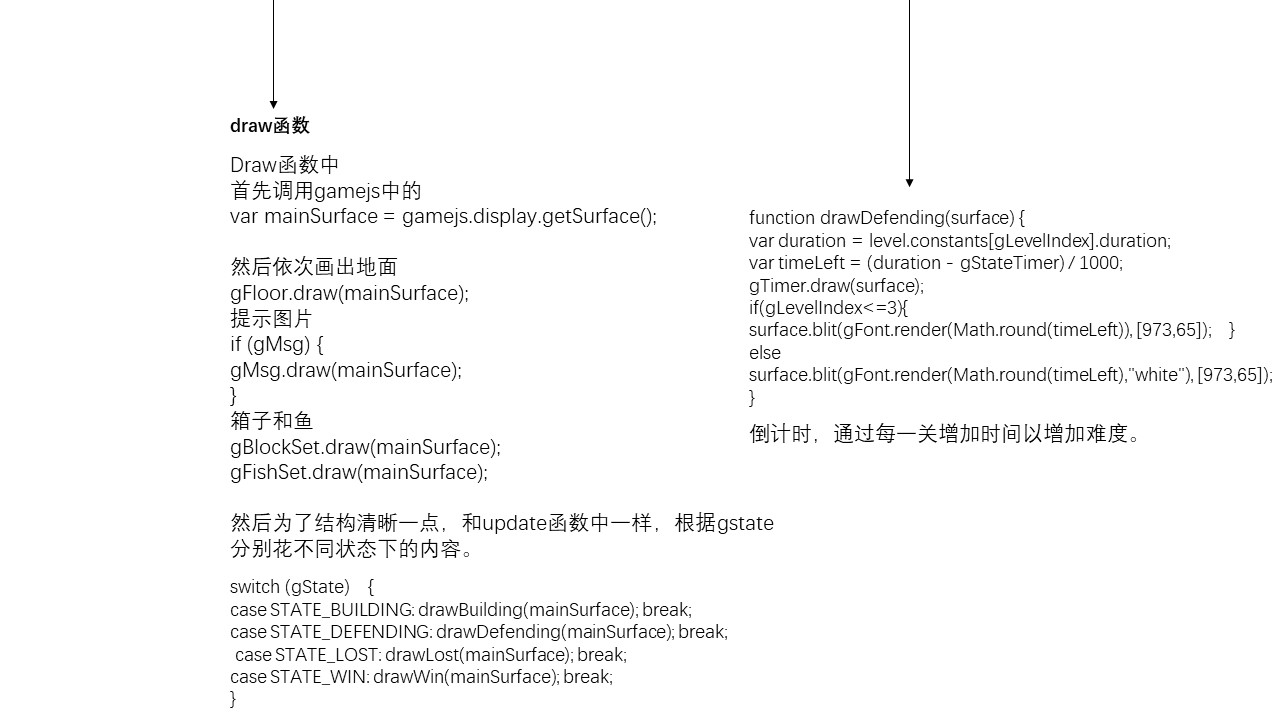 draw函数
Draw函数中
首先调用gamejs中的
var mainSurface = gamejs.display.getSurface();
然后依次画出地面
gFloor.draw(mainSurface);
提示图片
if (gMsg) {
gMsg.draw(mainSurface);
}
箱子和鱼
gBlockSet.draw(mainSurface);
gFishSet.draw(mainSurface);
然后为了结构清晰一点，和update函数中一样，根据gstate
分别花不同状态下的内容。
switch (gState) {
case STATE_BUILDING: drawBuilding(mainSurface); break;
case STATE_DEFENDING: drawDefending(mainSurface); break;
case STATE_LOST: drawLost(mainSurface); break;
case STATE_WIN: drawWin(mainSurface); break;
}
function drawDefending(surface) {
var duration = level.constants[gLevelIndex].duration;
var timeLeft = (duration - gStateTimer) / 1000;
gTimer.draw(surface);
if(gLevelIndex<=3){
surface.blit(gFont.render(Math.round(timeLeft)), [973,65]); }
else
surface.blit(gFont.render(Math.round(timeLeft),"white"), [973,65]);
}
倒计时，通过每一关增加时间以增加难度。